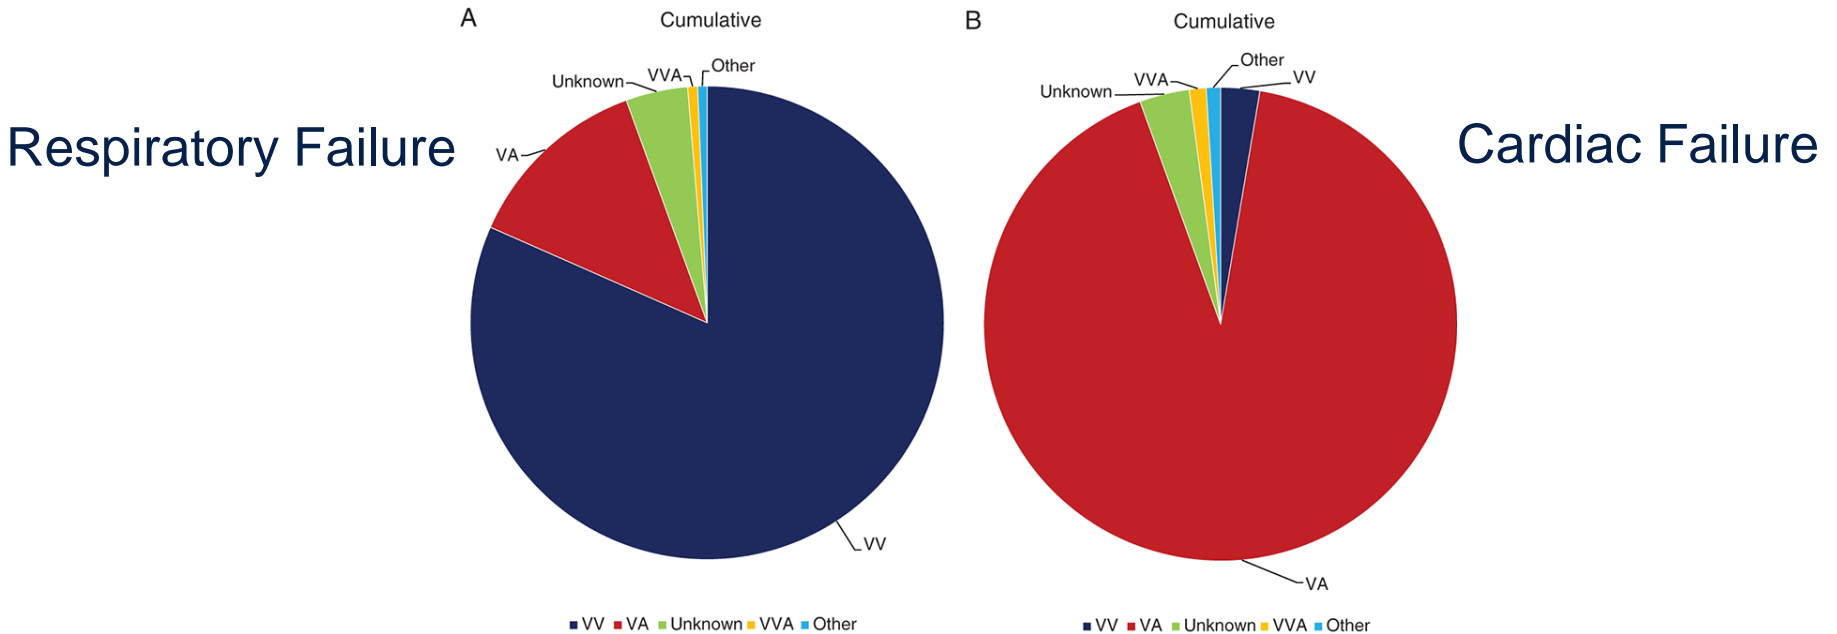 Respiratory Failure
A
Cumulative
Unknown
VVA
Other
VA
VV
VV VA Unknown VVA Other
B
Cumulative
Unknown
VVA
Other
VV
VA
VV VA Unknown VVA Other
Cardiac Failure